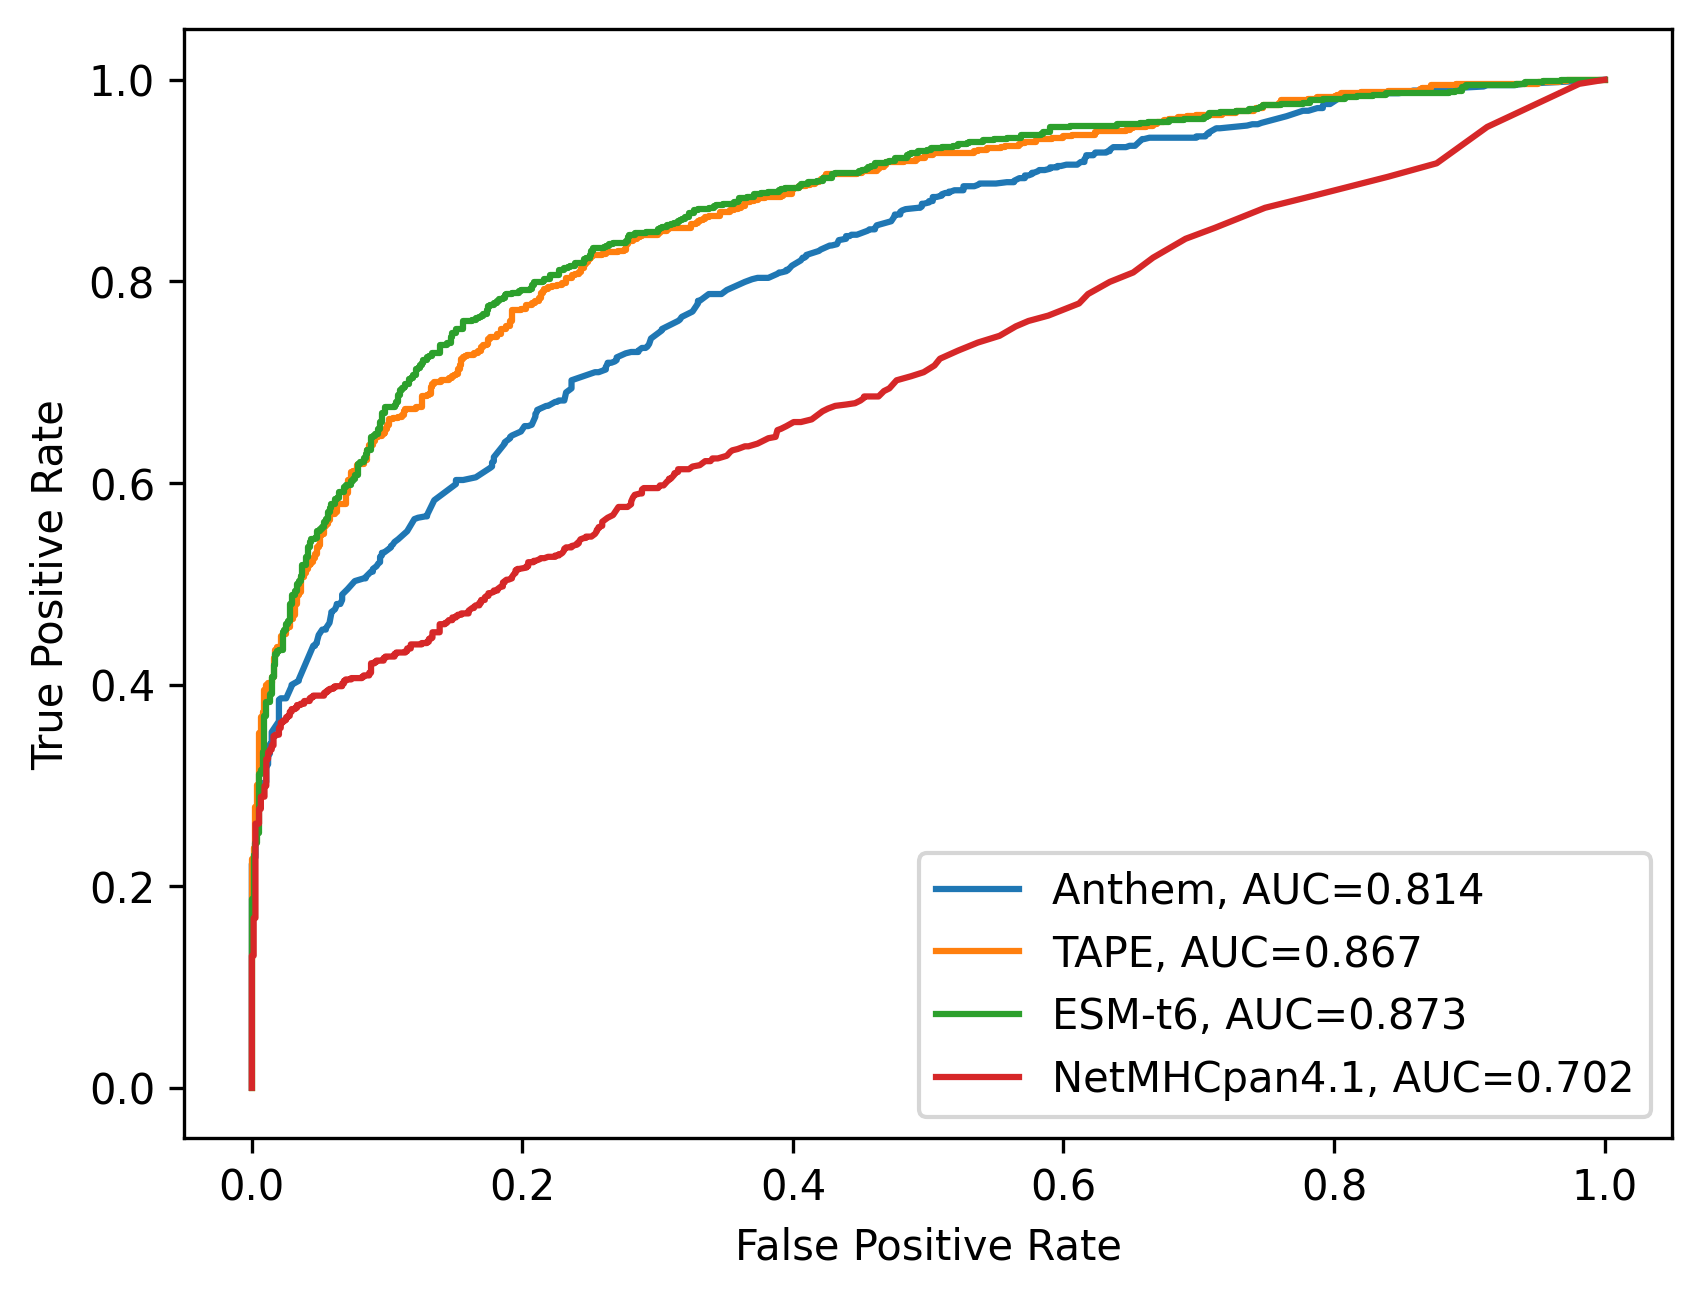 1.0
0.8
0.6
0.4
0.2
0.0
True Positive Rate
Anthem, AUC=0.814
TAPE, AUC=0.867
ESM-t6, AUC=0.873
NetMHCpan4.1, AUC=0.702
0.0 0.2 0.4 0.6 0.8 1.0
False Positive Rate